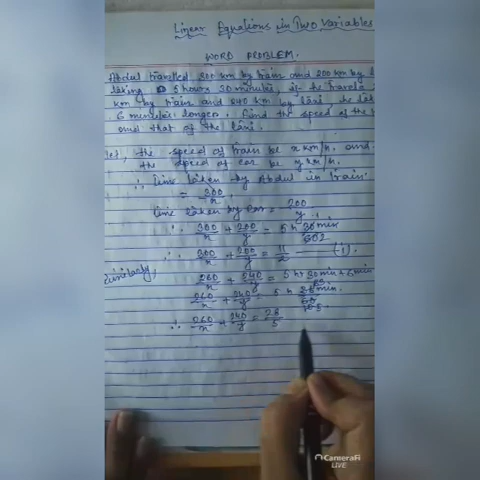 Linear Equations in Two Variables
WORD PROBLEM.
Abdul travelled 300 km by train and 200 km by
taking 5 hours 30 minutes, if he travels
km by train and 240 km by taxi, he
6 minutes longer. Find the speed of the
and that of the taxi.
Let, the speed of train be x km/h, and
the speed of car be y km/h.
∴ time taken by Abdul in train
= 300/x
time taken by Car = 200/y
∴ 300/x + 200/y = 5 h 30 min
∴ 300/x + 200/y = 11/2 — (1).
Similarly,
260/x + 240/y = 5 hr 30 min + 6 min
260/x + 240/y = 5 h min.
∴ 260/x + 240/y = 28/5
CameraFi
LIVE